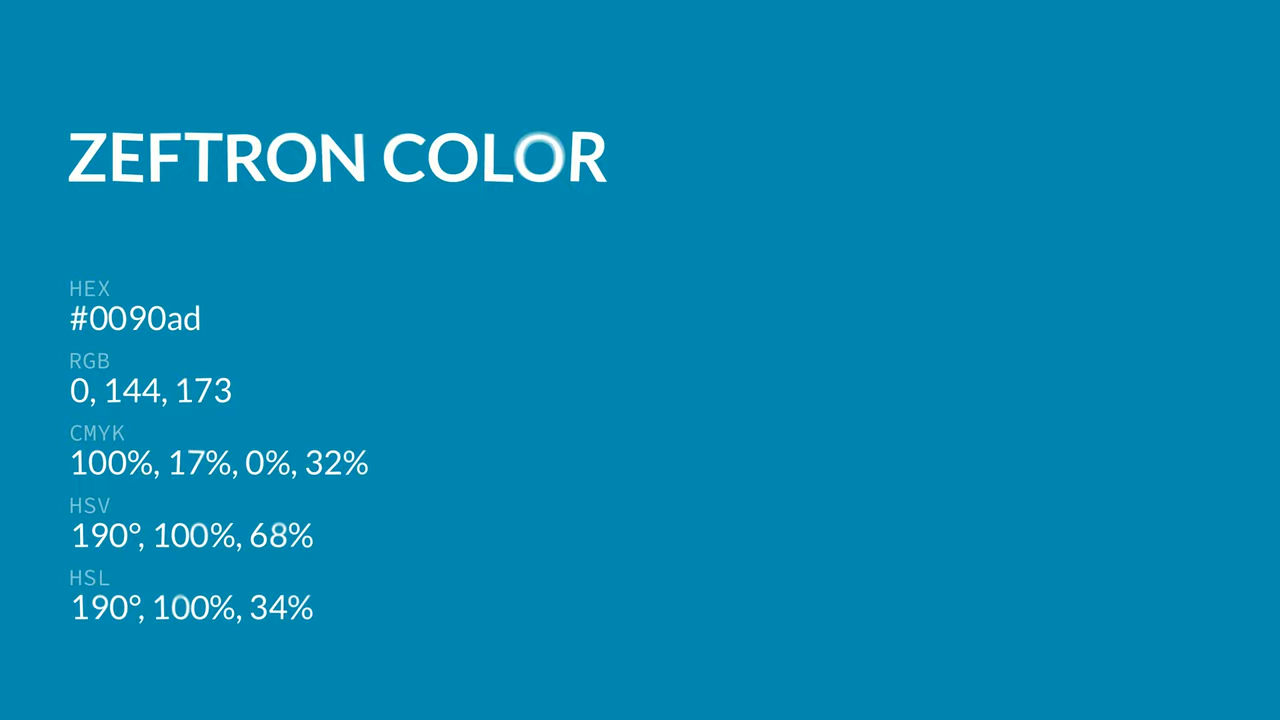 ZEFTRON COLOR
HEX
#0090ad
RGB
0, 144, 173
CMYK
100%, 17%, 0%, 32%
HSV
190°, 100%, 68%
HSL
190°, 100%, 34%